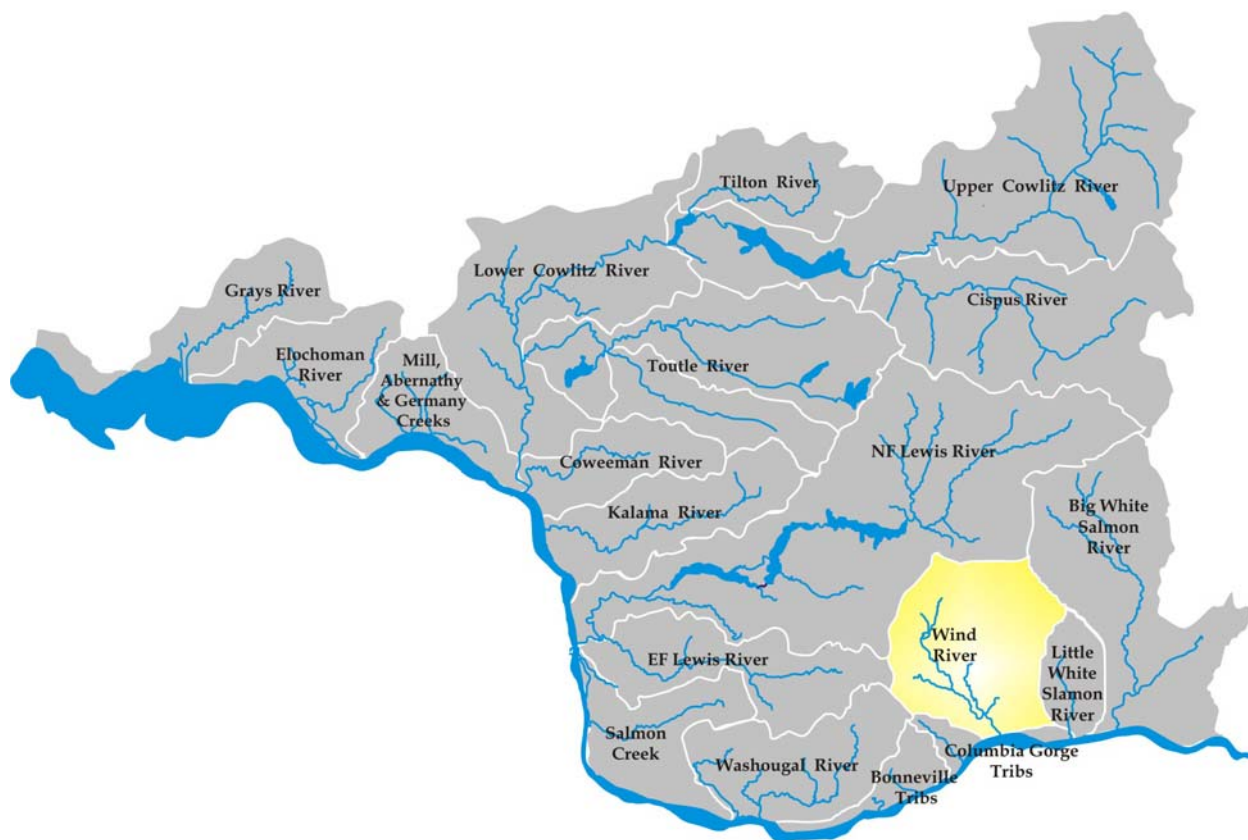 Tilton River
Upper Cowlitz River
Lower Cowlitz River
Grays River
Cispus River
Elochoman
River
Mill,
Abernathy
& Germany
Creeks
Toutle River
NF Lewis River
Coweeman River
Kalama River
Big White
Salmon
River
Wind
River
EF Lewis River
Little
White
Slamon
River
Salmon
Creek
Washougal River
Bonneville
Tribs
Columbia Gorge
Tribs